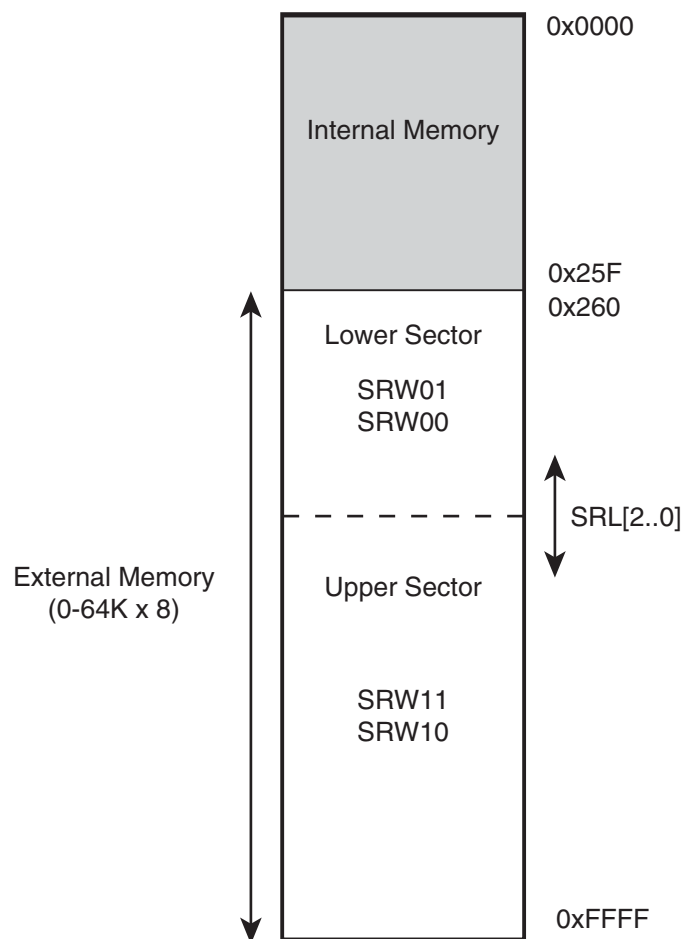 0x0000
Internal Memory
0x25F
0x260
Lower Sector
SRW01
SRW00
SRL[2..0]
External Memory
(0-64K x 8)
Upper Sector
SRW11
SRW10
0xFFFF